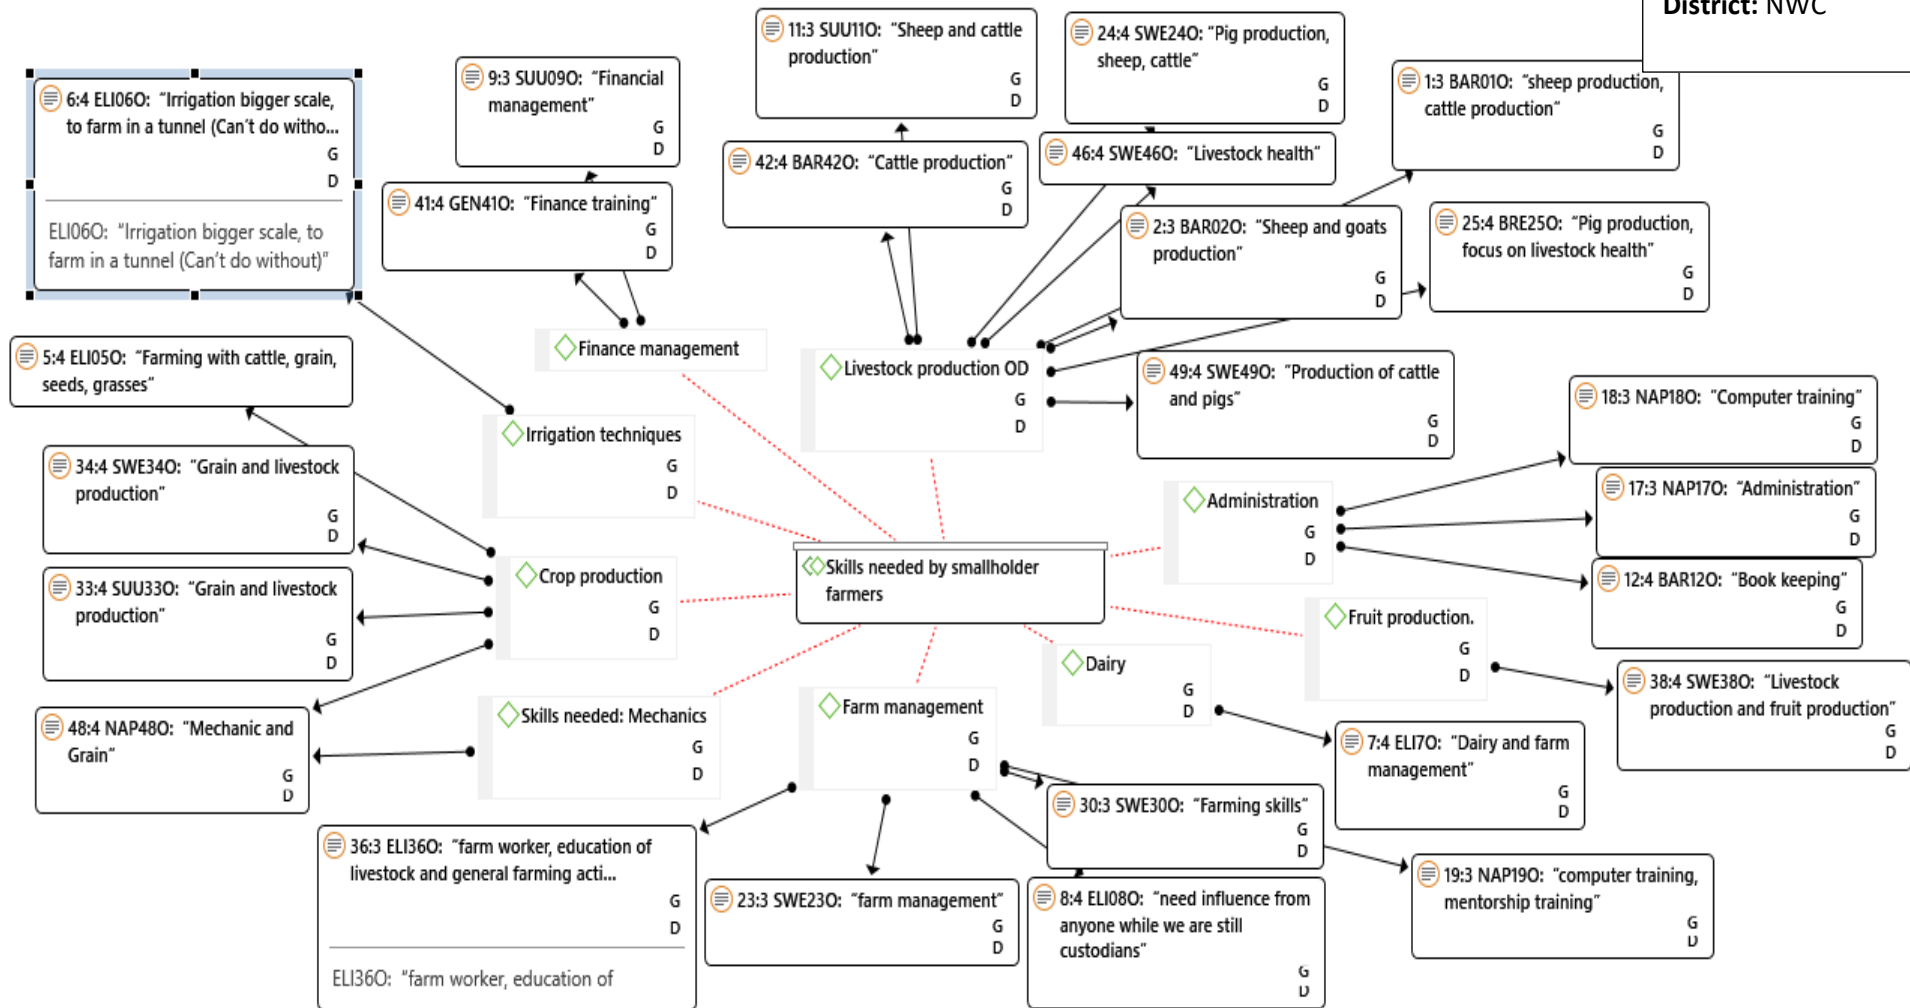 District: NWC
11:3 SUU11O: “Sheep and cattle
production”
G
D
24:4 SWE24O: “Pig production,
sheep, cattle”
G
D
9:3 SUU09O: “Financial
management”
G
D
1:3 BAR01O: “sheep production,
cattle production”
G
D
6:4 ELI06O: “Irrigation bigger scale,
to farm in a tunnel (Can’t do witho...
G
D
ELI06O: “Irrigation bigger scale, to
farm in a tunnel (Can’t do without)”
42:4 BAR42O: “Cattle production”
G
D
46:4 SWE46O: “Livestock health”
41:4 GEN41O: “Finance training”
G
D
2:3 BAR02O: “Sheep and goats
production”
G
D
25:4 BRE25O: “Pig production,
focus on livestock health”
G
D
5:4 ELI05O: “Farming with cattle, grain,
seeds, grasses”
Finance management
Livestock production OD
G
D
49:4 SWE49O: “Production of cattle
and pigs”
G
D
18:3 NAP18O: “Computer training”
G
D
Irrigation techniques
G
D
34:4 SWE34O: “Grain and livestock
production”
G
D
Administration
G
D
17:3 NAP17O: “Administration”
G
D
Crop production
G
D
Skills needed by smallholder
farmers
12:4 BAR12O: “Book keeping”
G
D
33:4 SUU33O: “Grain and livestock
production”
G
D
Fruit production.
G
D
Dairy
G
D
38:4 SWE38O: “Livestock
production and fruit production”
G
D
48:4 NAP48O: “Mechanic and
Grain”
G
D
Skills needed: Mechanics
G
D
Farm management
G
D
7:4 ELI7O: “Dairy and farm
management”
G
D
30:3 SWE30O: “Farming skills”
G
D
36:3 ELI36O: “farm worker, education of
livestock and general farming acti...
G
D
ELI36O: “farm worker, education of
23:3 SWE23O: “farm management”
G
D
8:4 ELI08O: “need influence from
anyone while we are still
custodians”
G
D
19:3 NAP19O: “computer training,
mentorship training”
G
D